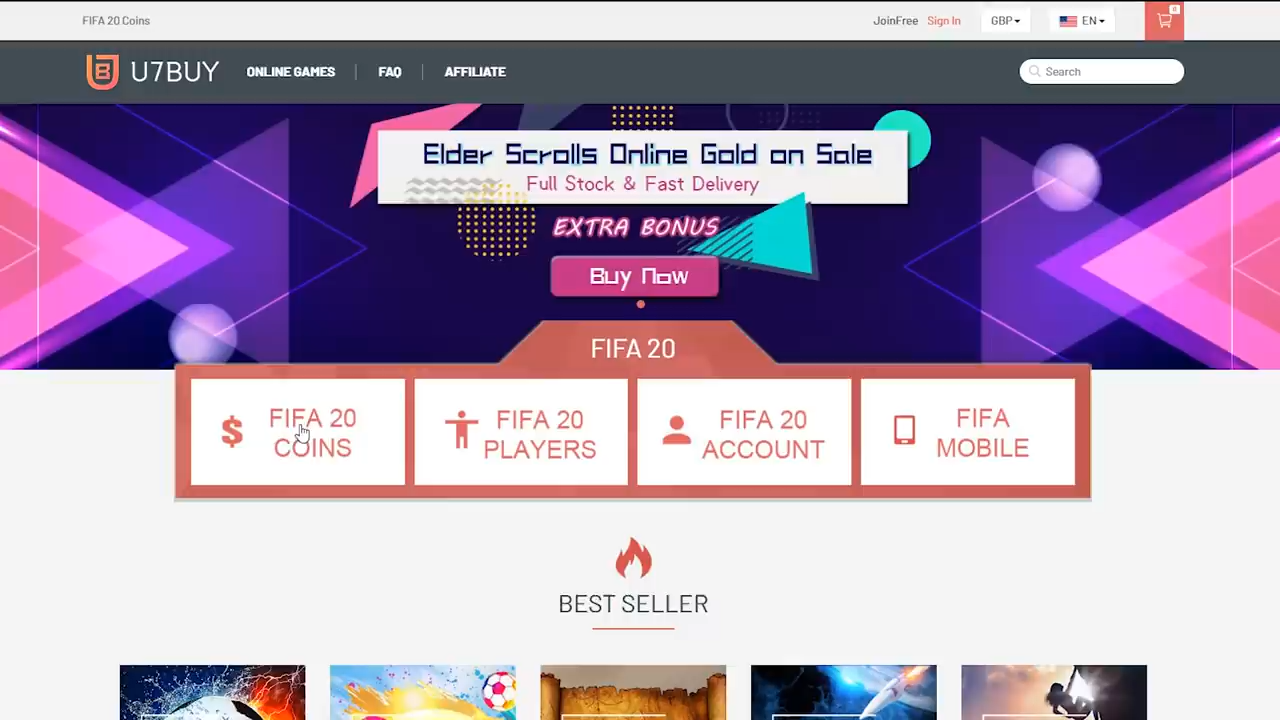 FIFA 20 Coins
JoinFree Sign In GBP EN 0
U7BUY ONLINE GAMES FAQ AFFILIATE Search
Elder Scrolls Online Gold on Sale
Full Stock & Fast Delivery
EXTRA BONUS
Buy Now
FIFA 20
FIFA 20
COINS
FIFA 20
PLAYERS
FIFA 20
ACCOUNT
FIFA
MOBILE
BEST SELLER